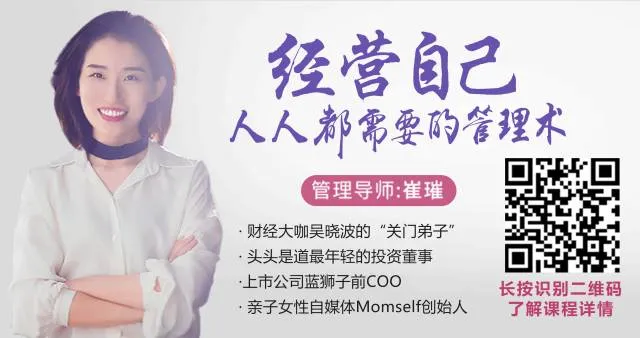 经营自己
人人都需要的管理术
管理导师:崔璀
· 财经大咖吴晓波的“关门弟子”
· 头头是道最年轻的投资董事
·上市公司蓝狮子前COO
· 亲子女性自媒体Momself创始人
长按识别二维码
了解课程详情